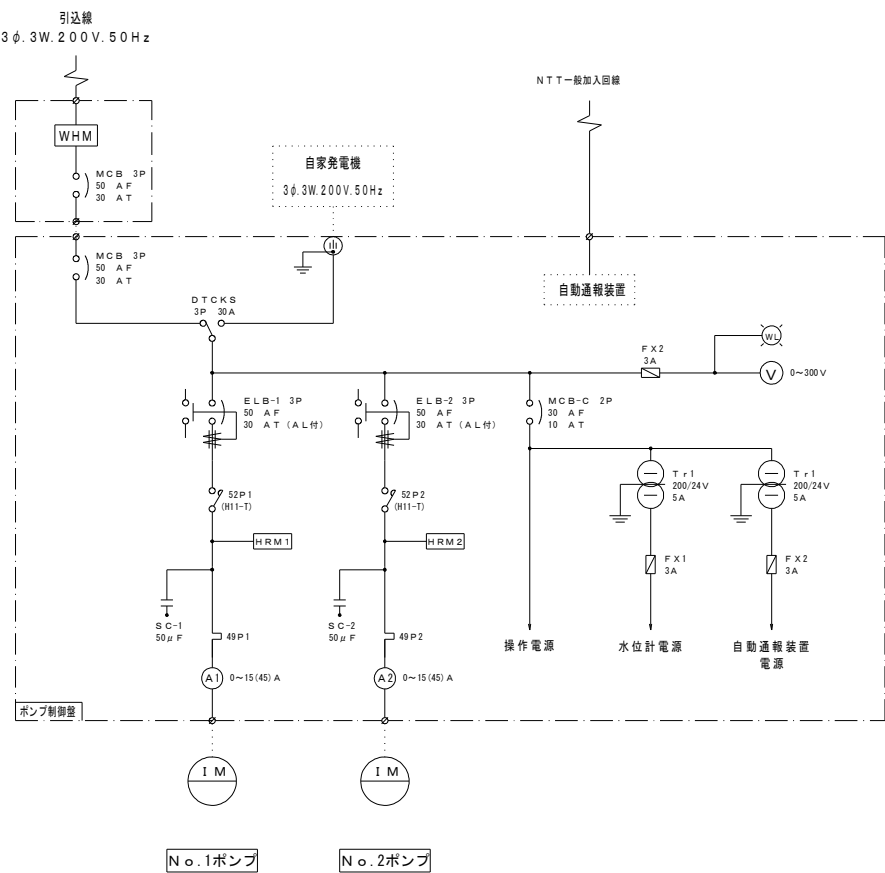 引込線
3φ.3W.200V.50Hz
NTT一般加入回線
WHM
MCB 3P
50 AF
30 AT
自家発電機
3φ.3W.200V.50Hz
MCB 3P
50 AF
30 AT
自動通報装置
DTCKS
3P 30A
WL
FX2
3A
V
0~300V
ELB-1 3P
50 AF
30 AT (AL付)
ELB-2 3P
50 AF
30 AT (AL付)
MCB-C 2P
30 AF
10 AT
Tr1
200/24V
5A
Tr1
200/24V
5A
52P1
(H11-T)
52P2
(H11-T)
HRM1
HRM2
FX1
3A
FX2
3A
SC-1
50μF
49P1
SC-2
50μF
49P2
操作電源
水位計電源
自動通報装置
電源
A1
0~15(45)A
A2
0~15(45)A
ポンプ制御盤
IM
IM
No.1ポンプ
No.2ポンプ